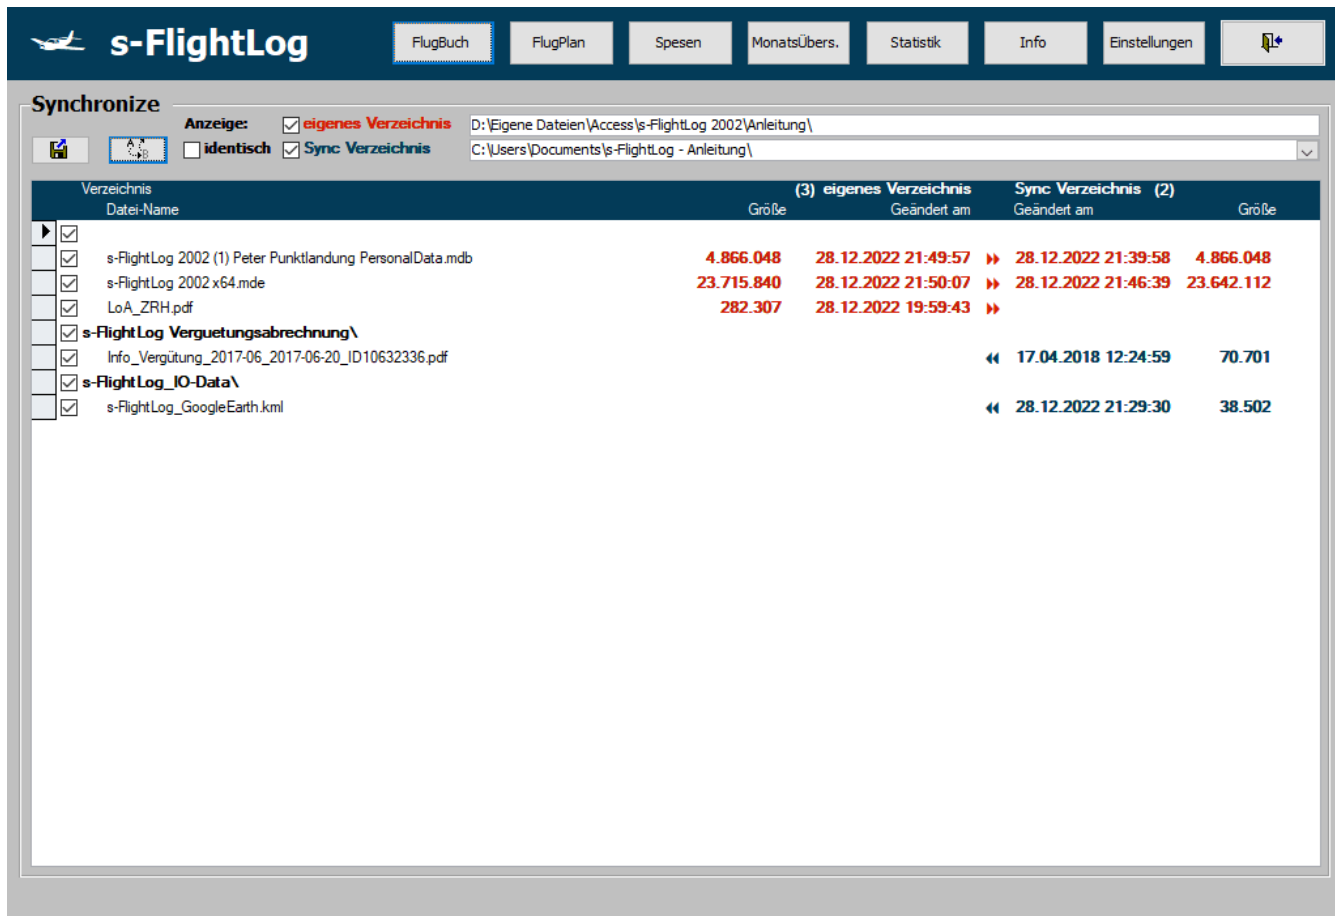 s-FlightLog FlugBuch FlugPlan Spesen MonatsÜbers. Statistik Info Einstellungen
Synchronize
Anzeige: eigenes Verzeichnis D:\Eigene Dateien\Access\s-FlightLog 2002\Anleitung\
identisch Sync Verzeichnis C:\Users\Documents\s-FlightLog - Anleitung\
Verzeichnis (3) eigenes Verzeichnis Sync Verzeichnis (2)
Datei-Name Größe Geändert am Geändert am Größe
s-FlightLog 2002 (1) Peter Punktlandung PersonalData.mdb 4.866.048 28.12.2022 21:49:57 28.12.2022 21:39:58 4.866.048
s-FlightLog 2002 x64.mde 23.715.840 28.12.2022 21:50:07 28.12.2022 21:46:39 23.642.112
LoA_ZRH.pdf 282.307 28.12.2022 19:59:43
s-FlightLog Verguetungsabrechnung\
Info_Vergütung_2017-06_2017-06-20_ID10632336.pdf 17.04.2018 12:24:59 70.701
s-FlightLog_IO-Data\
s-FlightLog_GoogleEarth.kml 28.12.2022 21:29:30 38.502